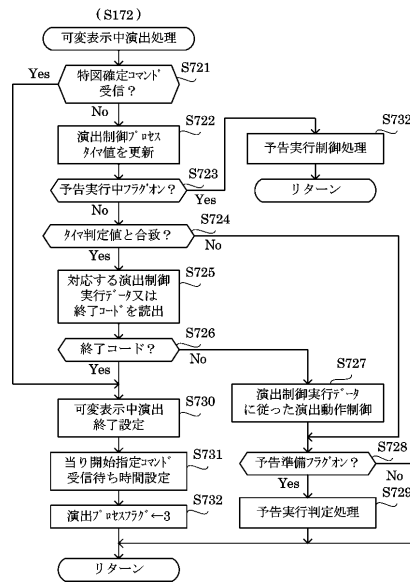 (S172)
可変表示中演出処理
Yes
特図確定コマンド
受信？
S721
No
演出制御プロセス
タイマ値を更新
S722
予告実行中フラグオン？
S723
Yes
予告実行制御処理
S732
リターン
No
タイマ判定値と合致？
S724
No
Yes
対応する演出制御
実行データ又は
終了コードを読出
S725
終了コード？
S726
No
Yes
演出制御実行データ
に従った演出動作制御
S727
可変表示中演出
終了設定
S730
予告準備フラグオン？
S728
No
Yes
当り開始指定コマンド
受信待ち時間設定
S731
予告実行判定処理
S729
演出プロセスフラグ←3
S732
リターン